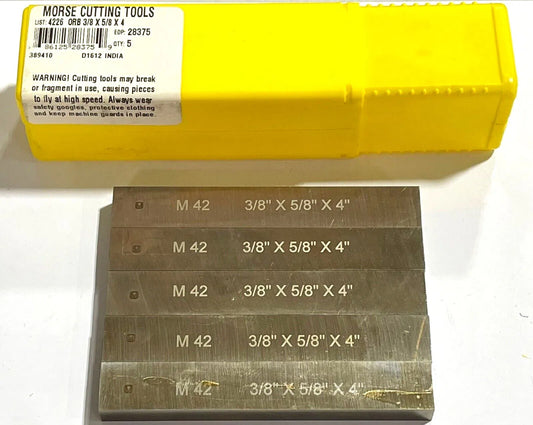 MORSE CUTTING TOOLS
LIST: 4226 ORB 3/8 X 5/8 X 4
EDP: 28375
86125 28375 9
QTY: 5
389410 D1612 INDIA
WARNING! Cutting tools may break
or fragment in use, causing pieces
to fly at high speed. Always wear
safety goggles, protective clothing
and keep machine guards in place.
M 42 3/8" X 5/8" X 4"
M 42 3/8" X 5/8" X 4"
M 42 3/8" X 5/8" X 4"
M 42 3/8" X 5/8" X 4"
M 42 3/8" X 5/8" X 4"